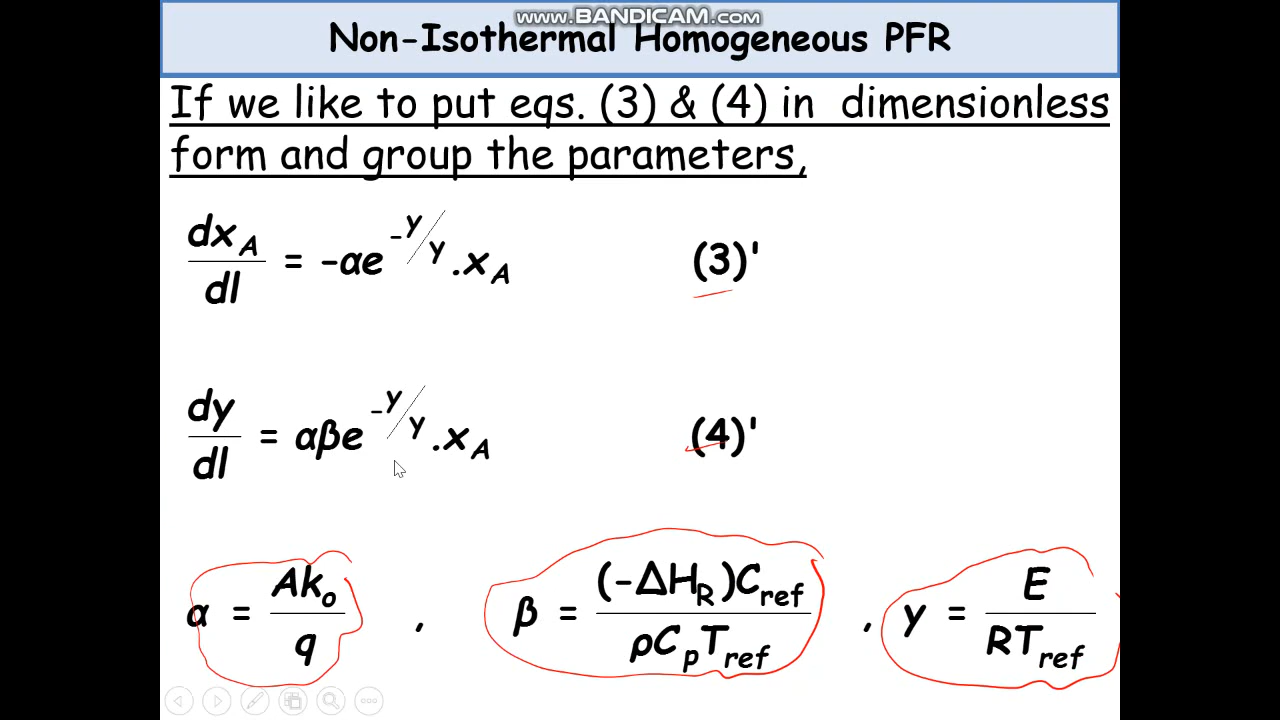 www.BANDICAM.com
Non-Isothermal Homogeneous PFR
If we like to put eqs. (3) & (4) in dimensionless
form and group the parameters,
dx_A/dl = -αe^(-y/y) .x_A (3)'
dy/dl = αβe^(-y/y) .x_A (4)'
α = Ak_o/q , β = (-ΔH_R)C_ref/ρC_pT_ref , y = E/RT_ref